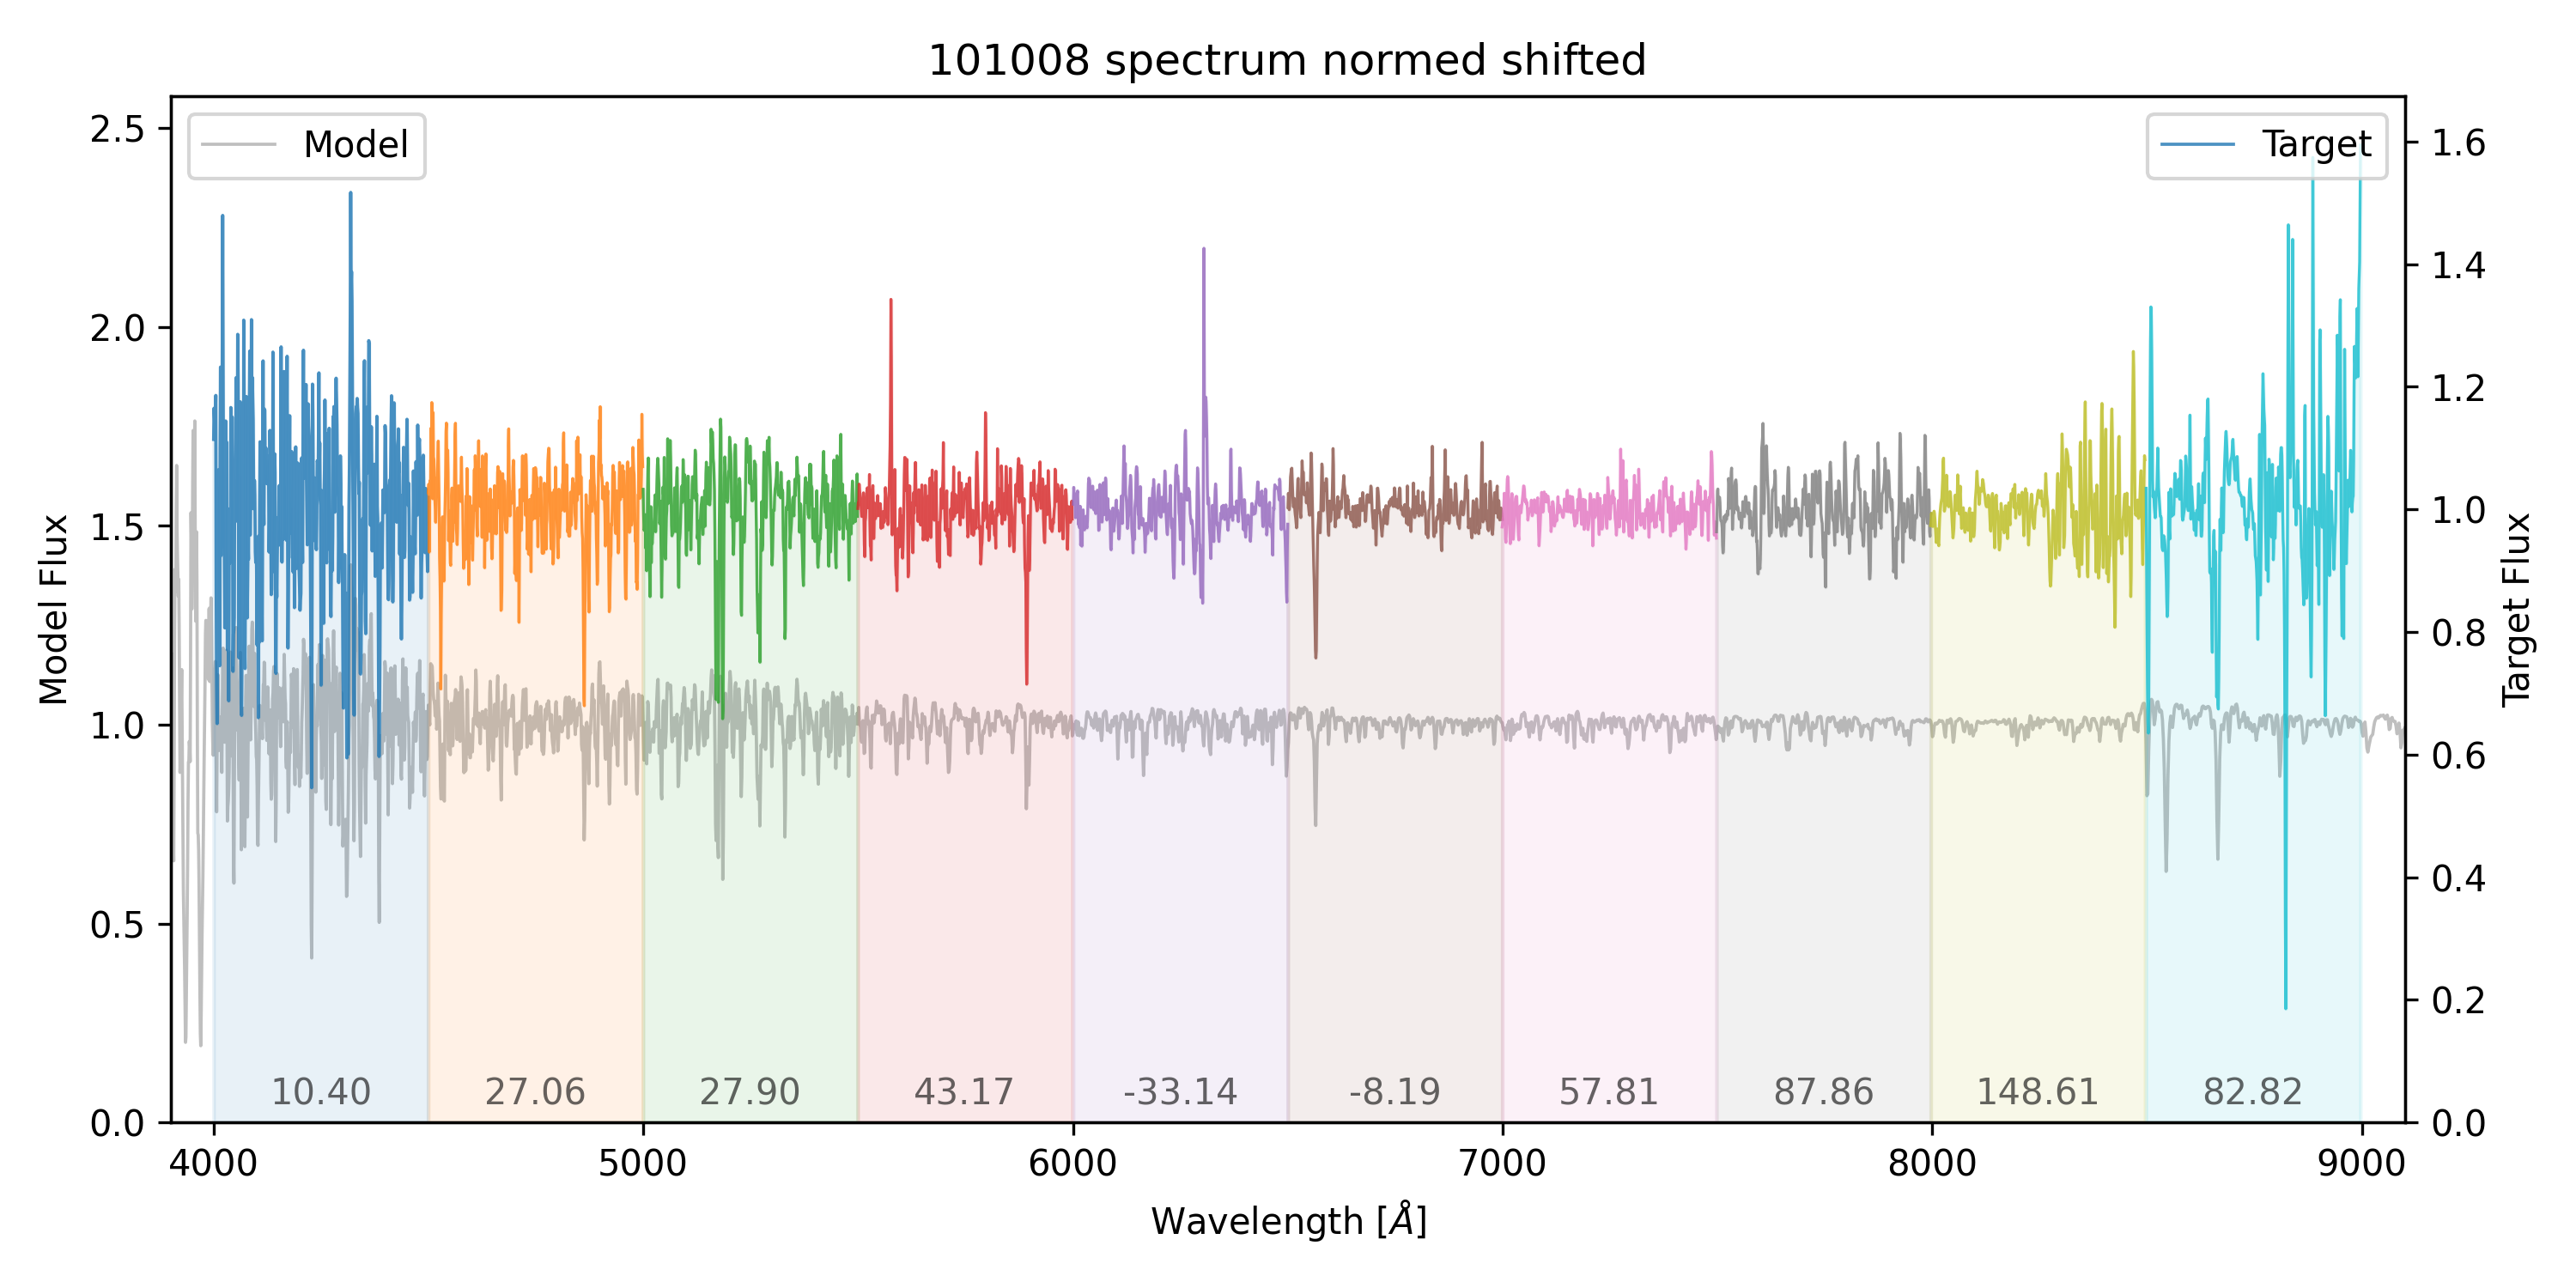 101008 spectrum normed shifted
Model
Target
2.5
2.0
1.5
1.0
0.5
0.0
Model Flux
1.6
1.4
1.2
1.0
0.8
0.6
0.4
0.2
0.0
Target Flux
10.40 27.06 27.90 43.17 -33.14 -8.19 57.81 87.86 148.61 82.82
4000 5000 6000 7000 8000 9000
Wavelength [Å]